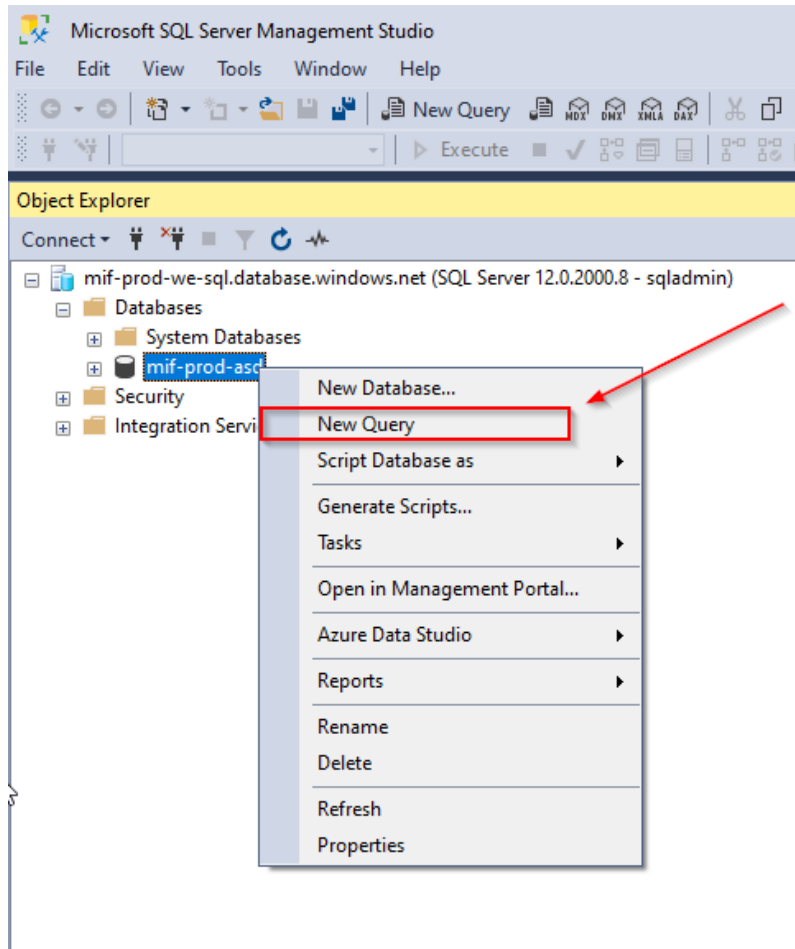 Microsoft SQL Server Management Studio
File Edit View Tools Window Help
New Query MDX DMX XMLA DAX
Execute
Object Explorer
Connect
mif-prod-we-sql.database.windows.net (SQL Server 12.0.2000.8 - sqladmin)
Databases
System Databases
mif-prod-asd
Security
Integration Servi
New Database...
New Query
Script Database as
Generate Scripts...
Tasks
Open in Management Portal...
Azure Data Studio
Reports
Rename
Delete
Refresh
Properties